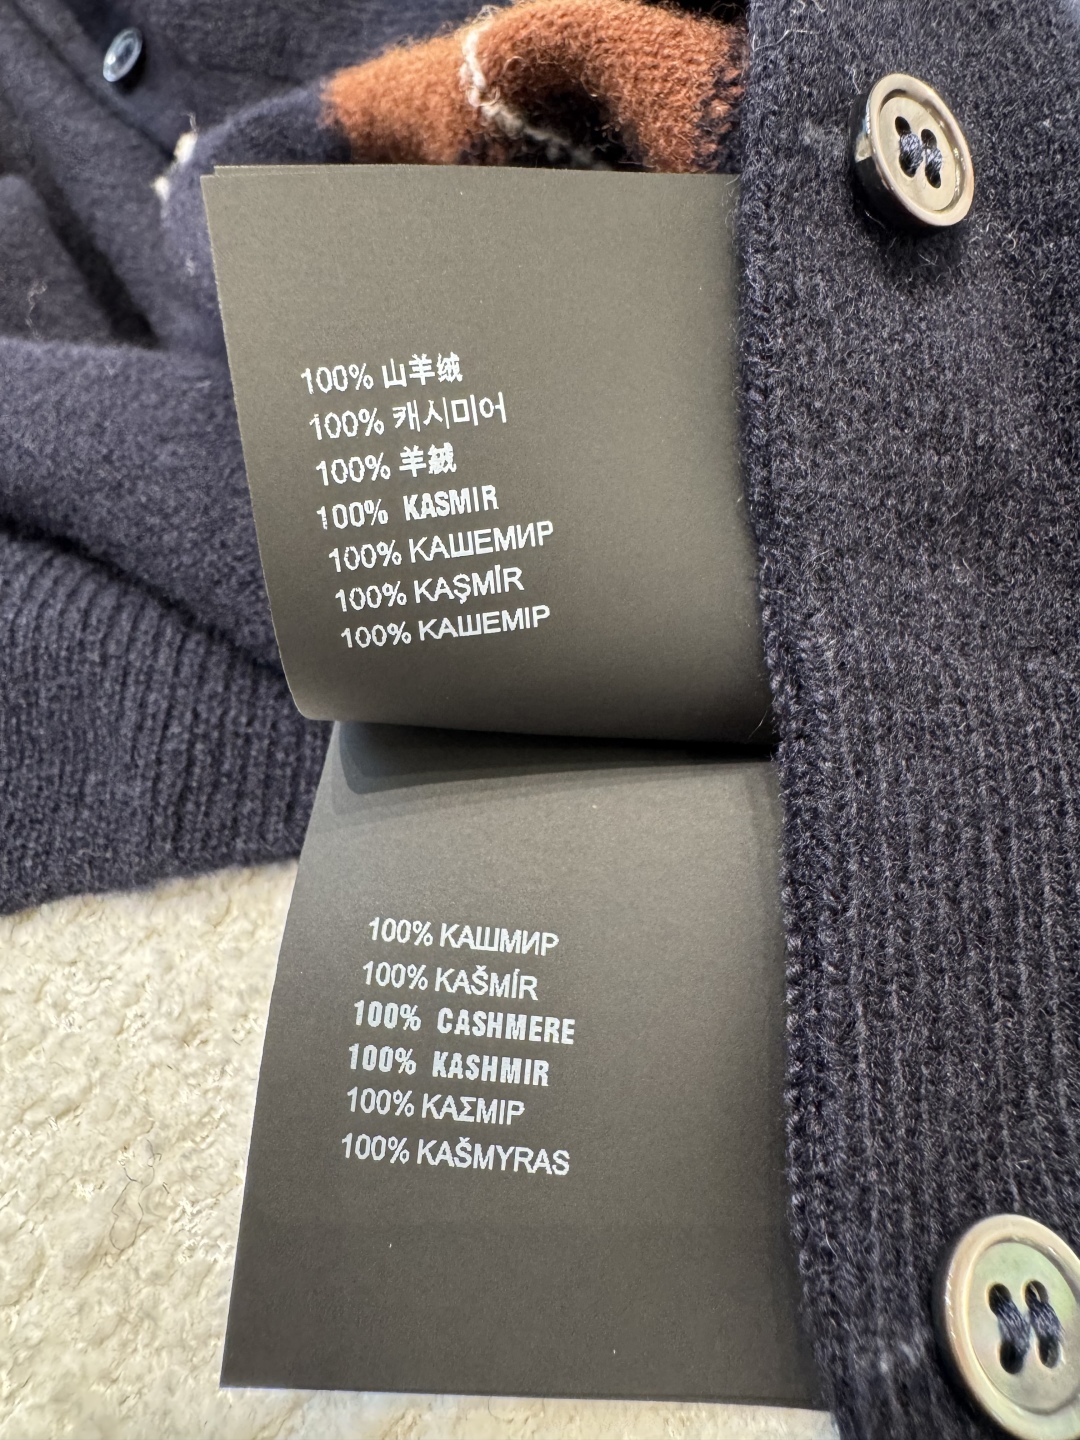 100% 山羊绒
100% 캐시미어
100% 羊絨
100% KASMIR
100% КАШЕМИР
100% KAŞMİR
100% КАШЕМІР
100% КАШМИР
100% KAŠMÍR
100% CASHMERE
100% KASHMIR
100% ΚΑΣΜΙΡ
100% KAŠMYRAS